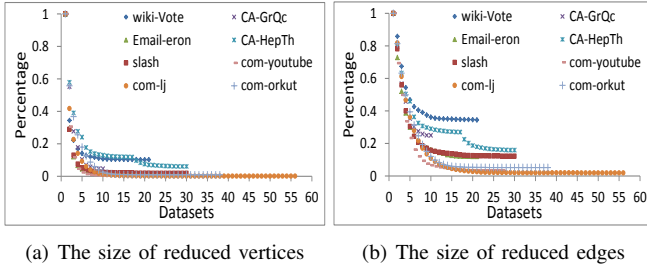 (a)
1
0.8
0.6
0.4
0.2
0
Percentage
wiki-Vote
CA-GrQc
Email-eron
CA-HepTh
slash
com-youtube
com-lj
com-orkut
0 5 10 15 20 25 30 35 40 45 50 55 60
Datasets
(b)
1
0.8
0.6
0.4
0.2
0
Percentage
wiki-Vote
CA-GrQc
Email-eron
CA-HepTh
slash
com-youtube
com-lj
com-orkut
0 5 10 15 20 25 30 35 40 45 50 55 60
Datasets
(a) The size of reduced vertices
(b) The size of reduced edges